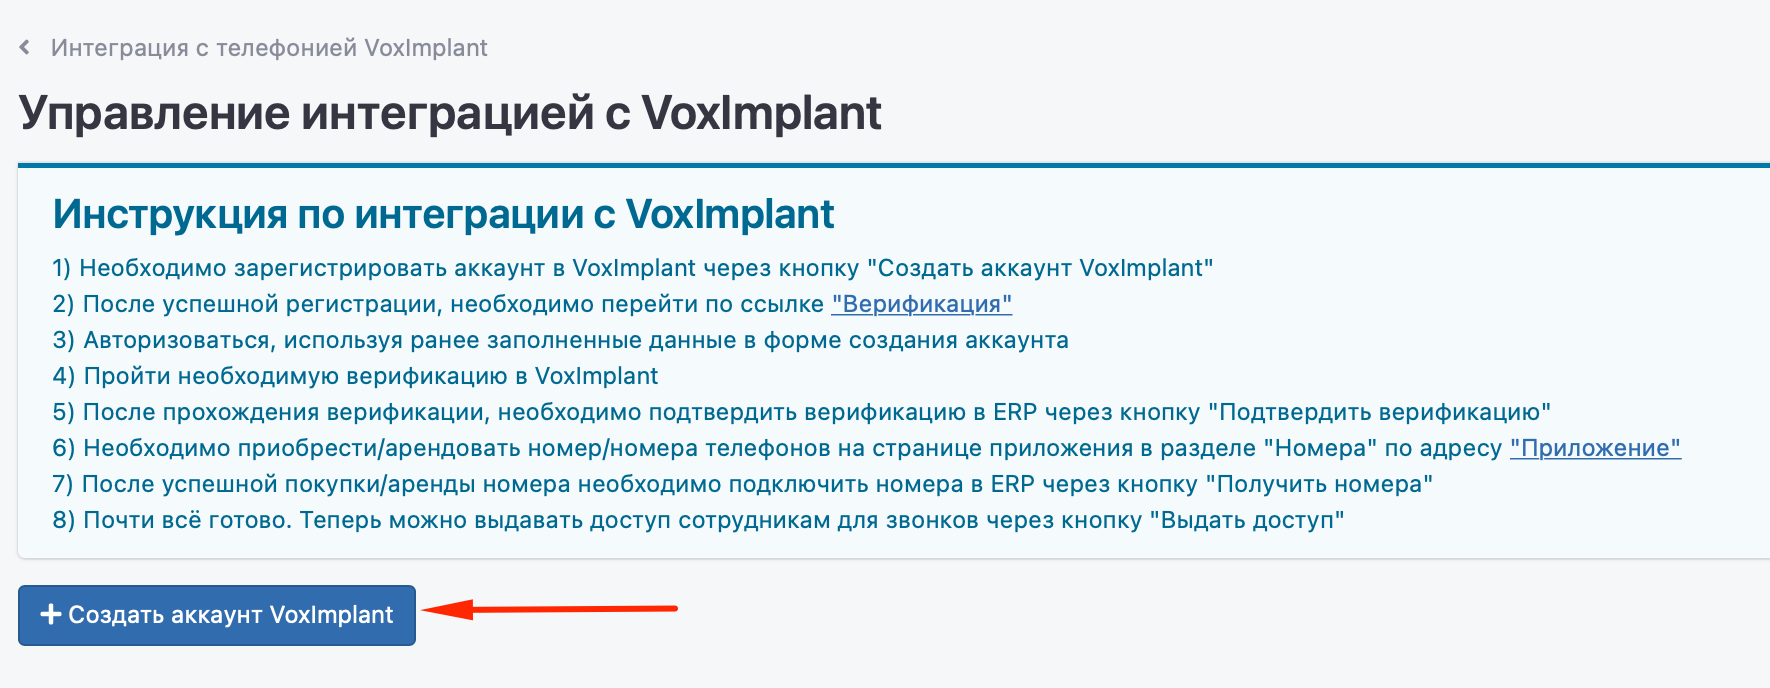 Интеграция с телефонией VoxImplant
Управление интеграцией с VoxImplant
Инструкция по интеграции с VoxImplant
1) Необходимо зарегистрировать аккаунт в VoxImplant через кнопку "Создать аккаунт VoxImplant"
2) После успешной регистрации, необходимо перейти по ссылке "Верификация"
3) Авторизоваться, используя ранее заполненные данные в форме создания аккаунта
4) Пройти необходимую верификацию в VoxImplant
5) После прохождения верификации, необходимо подтвердить верификацию в ERP через кнопку "Подтвердить верификацию"
6) Необходимо приобрести/арендовать номер/номера телефонов на странице приложения в разделе "Номера" по адресу "Приложение"
7) После успешной покупки/аренды номера необходимо подключить номера в ERP через кнопку "Получить номера"
8) Почти всё готово. Теперь можно выдавать доступ сотрудникам для звонков через кнопку "Выдать доступ"
Создать аккаунт VoxImplant